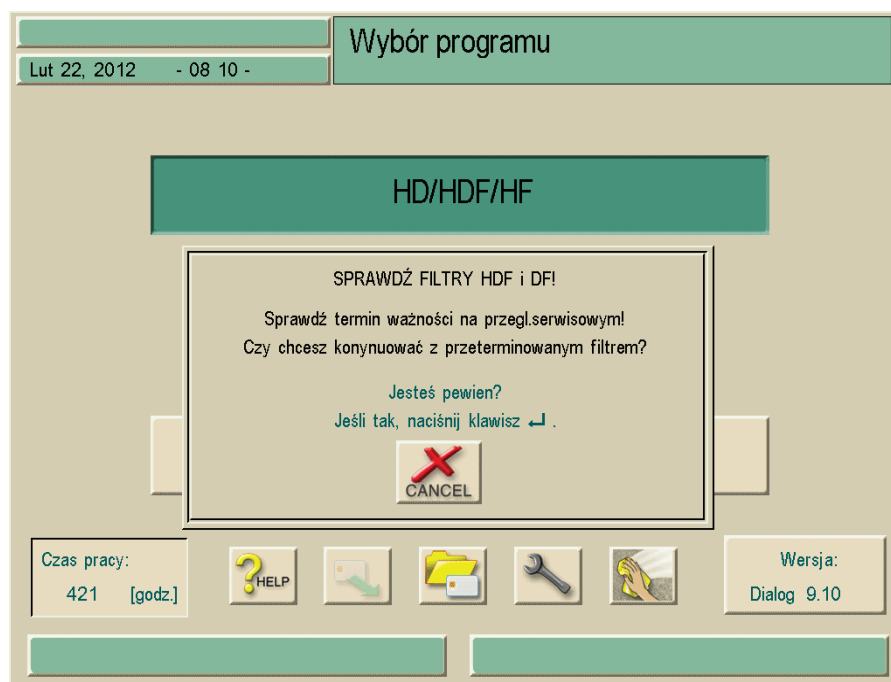 Wybór programu
Lut 22, 2012 - 08 10 -
HD/HDF/HF
SPRAWDŹ FILTRY HDF i DF!
Sprawdź termin ważności na przegl.serwisowym!
Czy chcesz konynuować z przeterminowanym filtrem?
Jesteś pewien?
Jeśli tak, naciśnij klawisz ↵ .
CANCEL
Czas pracy:
421 [godz.]
HELP
Wersja:
Dialog 9.10